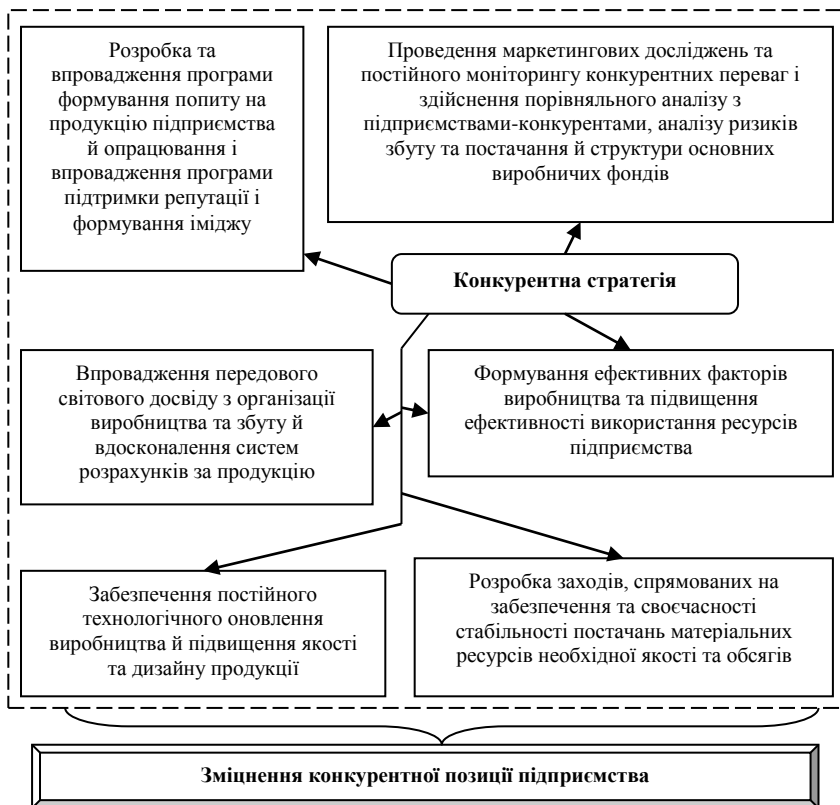 Розробка та
впровадження програми
формування попиту на
продукцію підприємства
й опрацювання і
впровадження програми
підтримки репутації і
формування іміджу
Проведення маркетингових досліджень та
постійного моніторингу конкурентних переваг і
здійснення порівняльного аналізу з
підприємствами-конкурентами, аналізу ризиків
збуту та постачання й структури основних
виробничих фондів
Конкурентна стратегія
Впровадження передового
світового досвіду з організації
виробництва та збуту й
вдосконалення систем
розрахунків за продукцію
Формування ефективних факторів
виробництва та підвищення
ефективності використання ресурсів
підприємства
Забезпечення постійного
технологічного оновлення
виробництва й підвищення якості
та дизайну продукції
Розробка заходів, спрямованих на
забезпечення та своєчасності
стабільності постачань матеріальних
ресурсів необхідної якості та обсягів
Зміцнення конкурентної позиції підприємства